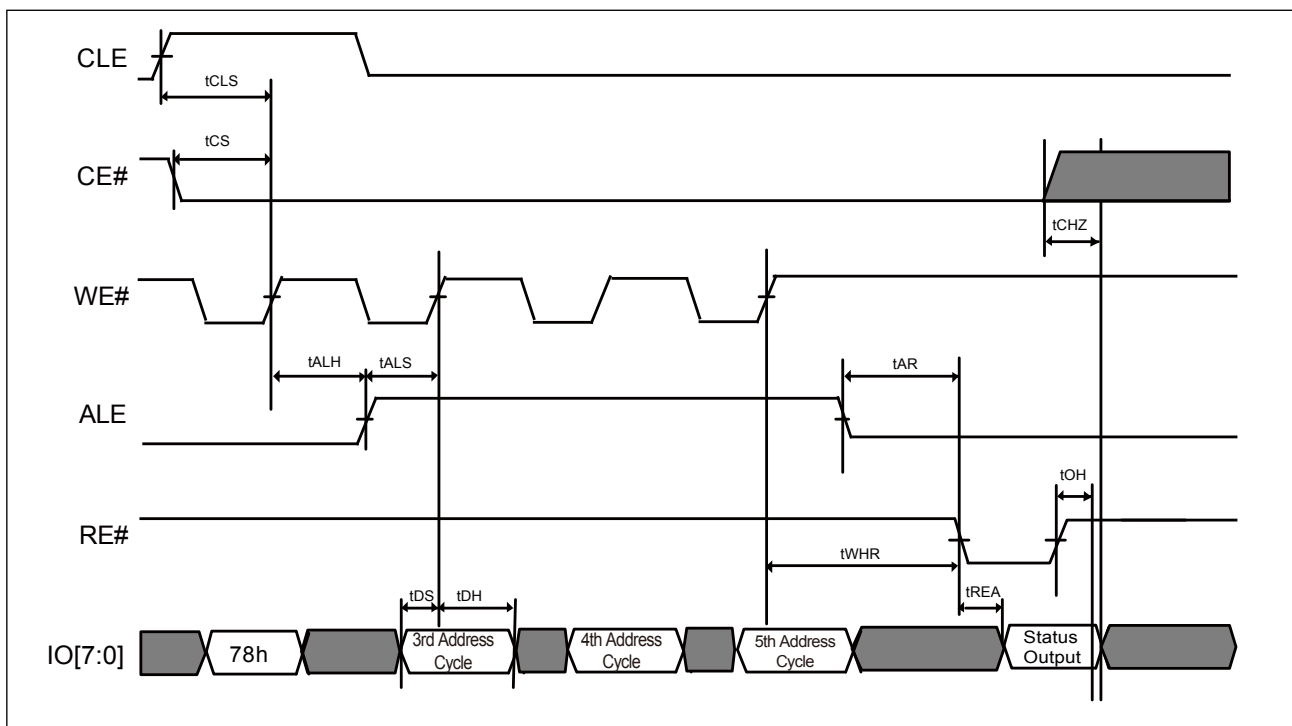 CLE
tCLS
tCS
CE#
tCHZ
WE#
tALH
tALS
tAR
ALE
tOH
RE#
tWHR
tDS
tDH
tREA
IO[7:0]
78h
3rd Address
Cycle
4th Address
Cycle
5th Address
Cycle
Status
Output